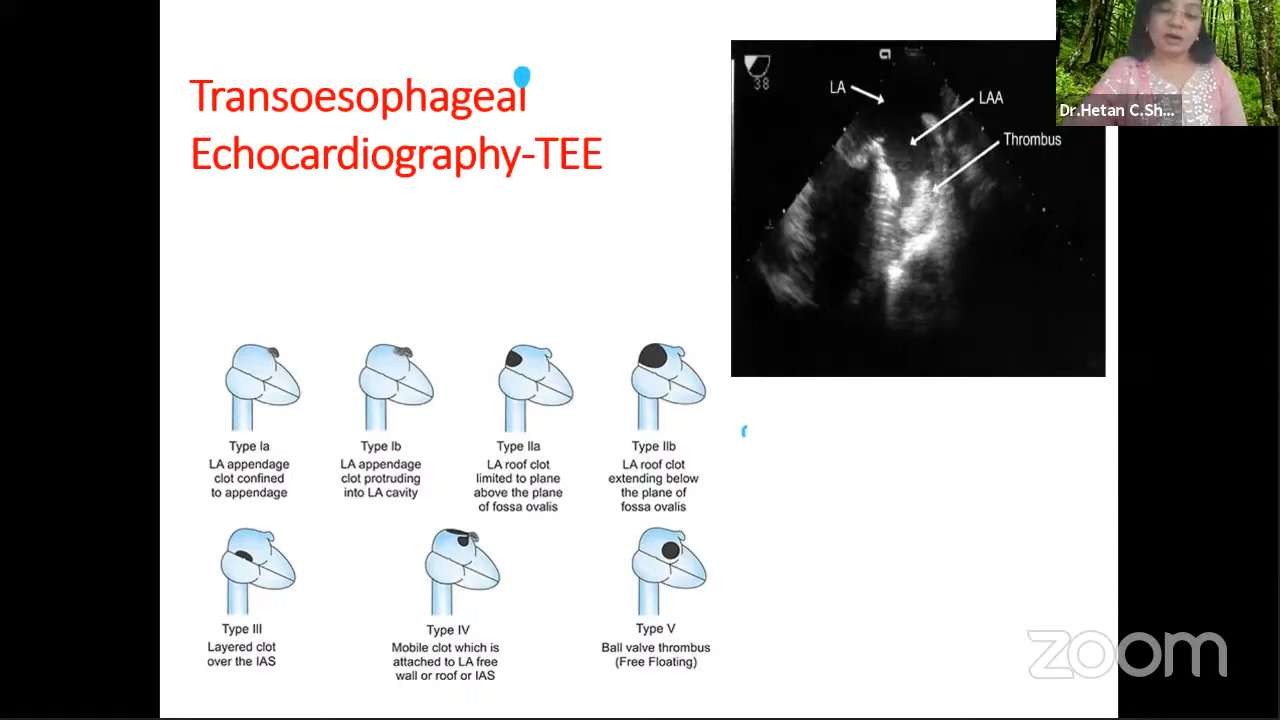 Transoesophageal
Echocardiography-TEE
38
LA
LAA
Thrombus
Dr.Hetan C.Sh...
Type Ia
LA appendage
clot confined
to appendage
Type Ib
LA appendage
clot protruding
into LA cavity
Type IIa
LA roof clot
limited to plane
above the plane
of fossa ovalis
Type IIb
LA roof clot
extending below
the plane of
fossa ovalis
Type III
Layered clot
over the IAS
Type IV
Mobile clot which is
attached to LA free
wall or roof or IAS
Type V
Ball valve thrombus
(Free Floating)
zoom